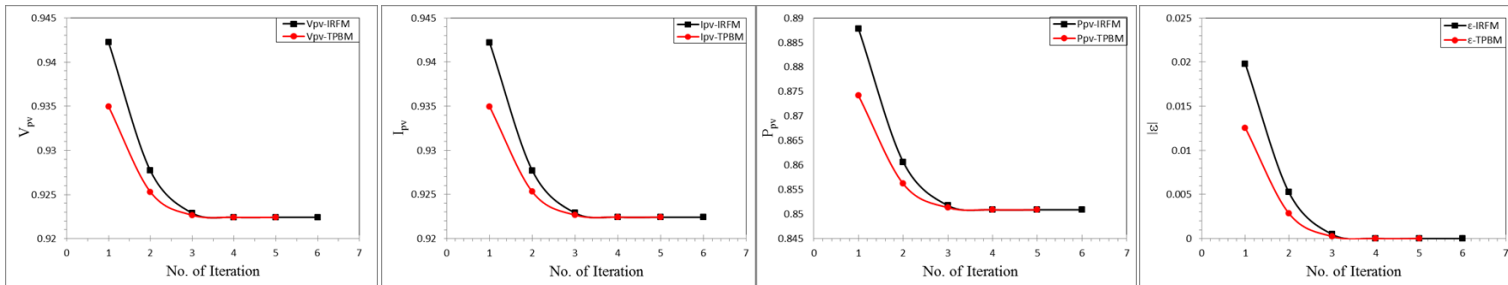 0.945
0.94
0.935
0.93
0.925
0.92
0 1 2 3 4 5 6 7
V_pv
No. of Iteration
Vpv-IRFM
Vpv-TPBM
0.945
0.94
0.935
0.93
0.925
0.92
0 1 2 3 4 5 6 7
I_pv
No. of Iteration
Ipv-IRFM
Ipv-TPBM
0.89
0.885
0.88
0.875
0.87
0.865
0.86
0.855
0.85
0.845
0 1 2 3 4 5 6 7
P_pv
No. of Iteration
Ppv-IRFM
Ppv-TPBM
0.025
0.02
0.015
0.01
0.005
0
0 1 2 3 4 5 6 7
|ε|
No. of Iteration
ε-IRFM
ε-TPBM